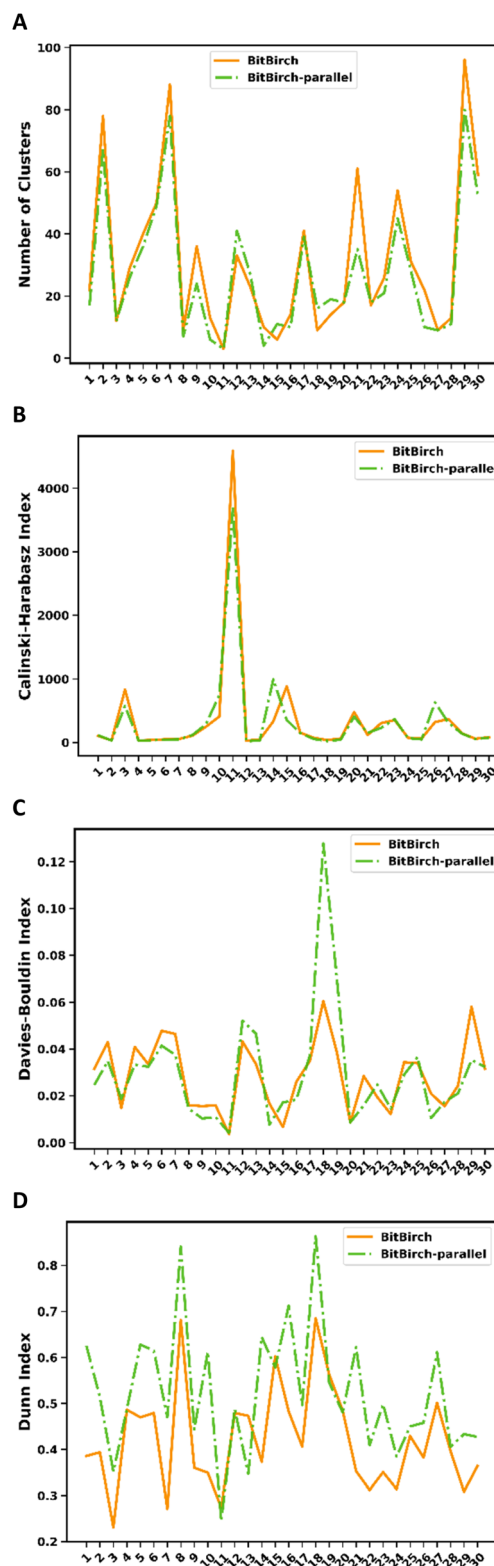 A
100
80
60
40
20
0
Number of Clusters
BitBirch
BitBirch-parallel
1 2 3 4 5 6 7 8 9 10 11 12 13 14 15 16 17 18 19 20 21 22 23 24 25 26 27 28 29 30
B
4000
3000
2000
1000
0
Calinski-Harabasz Index
BitBirch
BitBirch-parallel
1 2 3 4 5 6 7 8 9 10 11 12 13 14 15 16 17 18 19 20 21 22 23 24 25 26 27 28 29 30
C
0.12
0.10
0.08
0.06
0.04
0.02
0.00
Davies-Bouldin Index
BitBirch
BitBirch-parallel
1 2 3 4 5 6 7 8 9 10 11 12 13 14 15 16 17 18 19 20 21 22 23 24 25 26 27 28 29 30
D
0.8
0.7
0.6
0.5
0.4
0.3
0.2
Dunn Index
BitBirch
BitBirch-parallel
1 2 3 4 5 6 7 8 9 10 11 12 13 14 15 16 17 18 19 20 21 22 23 24 25 26 27 28 29 30